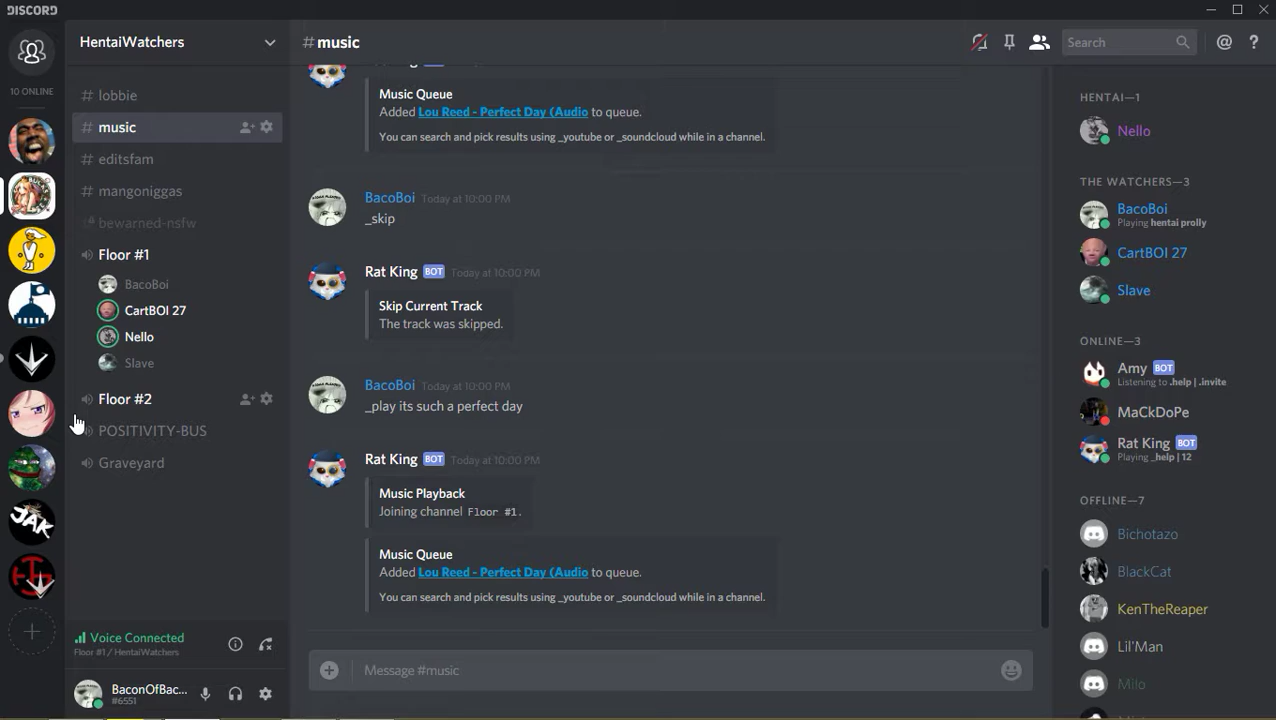 DISCORD
10 ONLINE
JAK
HentaiWatchers
# lobbie
# music
# editsfam
# mangoniggas
bewarned-nsfw
Floor #1
BacoBoi
CartBOI 27
Nello
Slave
Floor #2
POSITIVITY-BUS
Graveyard
Voice Connected
Floor #1 / HentaiWatchers
BaconOfBac...
#6551
# music
Search
@ ?
BOT
Music Queue
Added Lou Reed - Perfect Day (Audio to queue.
You can search and pick results using _youtube or _soundcloud while in a channel.
BacoBoi Today at 10:00 PM
_skip
Rat King BOT Today at 10:00 PM
Skip Current Track
The track was skipped.
BacoBoi Today at 10:00 PM
_play its such a perfect day
Rat King BOT Today at 10:00 PM
Music Playback
Joining channel Floor #1.
Music Queue
Added Lou Reed - Perfect Day (Audio to queue.
You can search and pick results using _youtube or _soundcloud while in a channel.
Message #music
HENTAI—1
Nello
THE WATCHERS—3
BacoBoi
Playing hentai prolly
CartBOI 27
Slave
ONLINE—3
Amy BOT
Listening to .help | .invite
MaCkDoPe
Rat King BOT
Playing _help | 12
OFFLINE—7
Bichotazo
BlackCat
KenTheReaper
Lil'Man
Milo